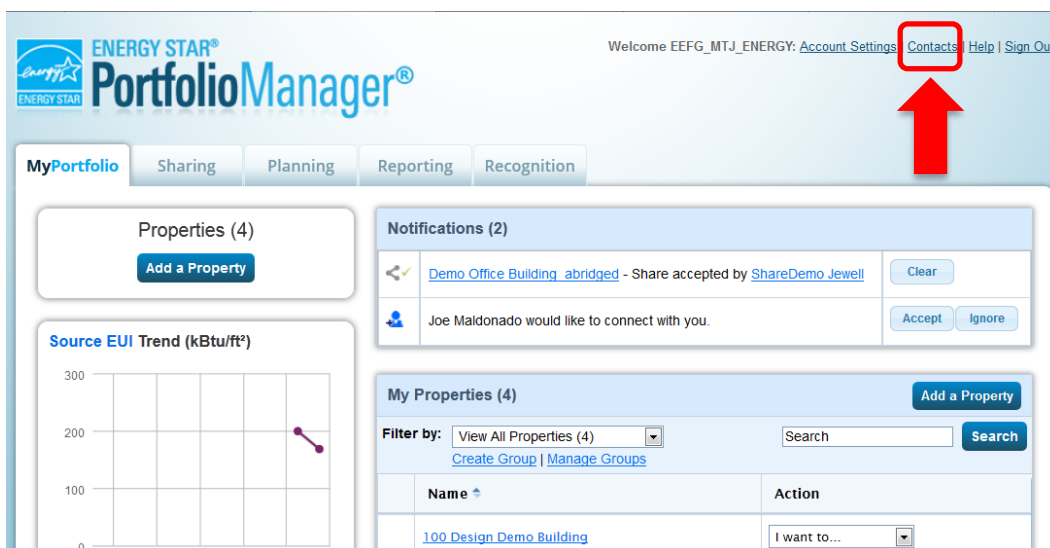 ENERGY STAR®
PortfolioManager®
energy
ENERGY STAR
Welcome EEFG_MTJ_ENERGY: Account Settings | Contacts | Help | Sign Ou
MyPortfolio
Sharing
Planning
Reporting
Recognition
Properties (4)
Add a Property
Source EUI Trend (kBtu/ft²)
300
200
100
0
Notifications (2)
Demo Office Building_abridged - Share accepted by ShareDemo Jewell
Clear
Joe Maldonado would like to connect with you.
Accept
Ignore
My Properties (4)
Add a Property
Filter by:
View All Properties (4)
Search
Search
Create Group | Manage Groups
Name
Action
100 Design Demo Building
I want to...